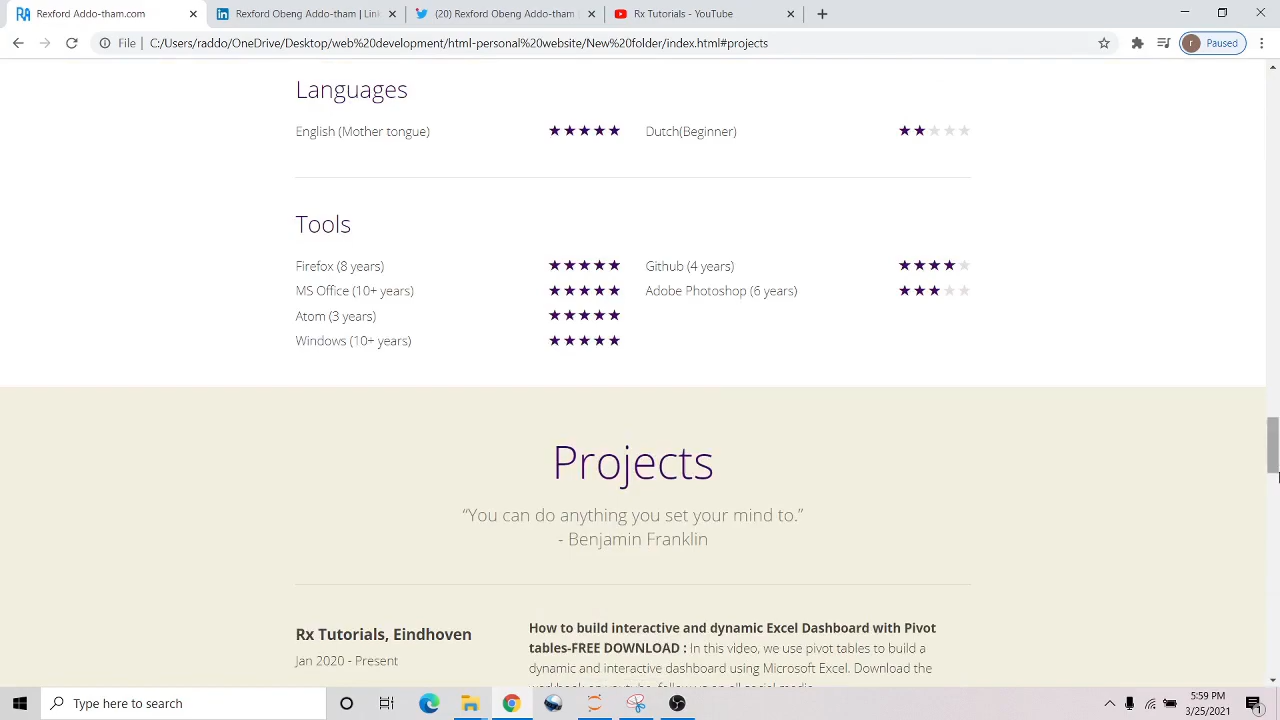 Rexford Obeng Addo-tham.com
Rexford Obeng Addo-tham | Link
(20) Rexford Obeng Addo-tham
Rx Tutorials - YouTube
File | C:/Users/raddo/OneDrive/Desktop/web%20development/html-personal%20website/New%20folder/index.html#projects
r Paused
Languages
English (Mother tongue)
Dutch(Beginner)
Tools
Firefox (8 years)
Github (4 years)
MS Office (10+ years)
Adobe Photoshop (6 years)
Atom (3 years)
Windows (10+ years)
Projects
“You can do anything you set your mind to.”
- Benjamin Franklin
Rx Tutorials, Eindhoven
Jan 2020 - Present
How to build interactive and dynamic Excel Dashboard with Pivot
tables-FREE DOWNLOAD : In this video, we use pivot tables to build a
dynamic and interactive dashboard using Microsoft Excel. Download the
Type here to search
5:59 PM
3/25/2021